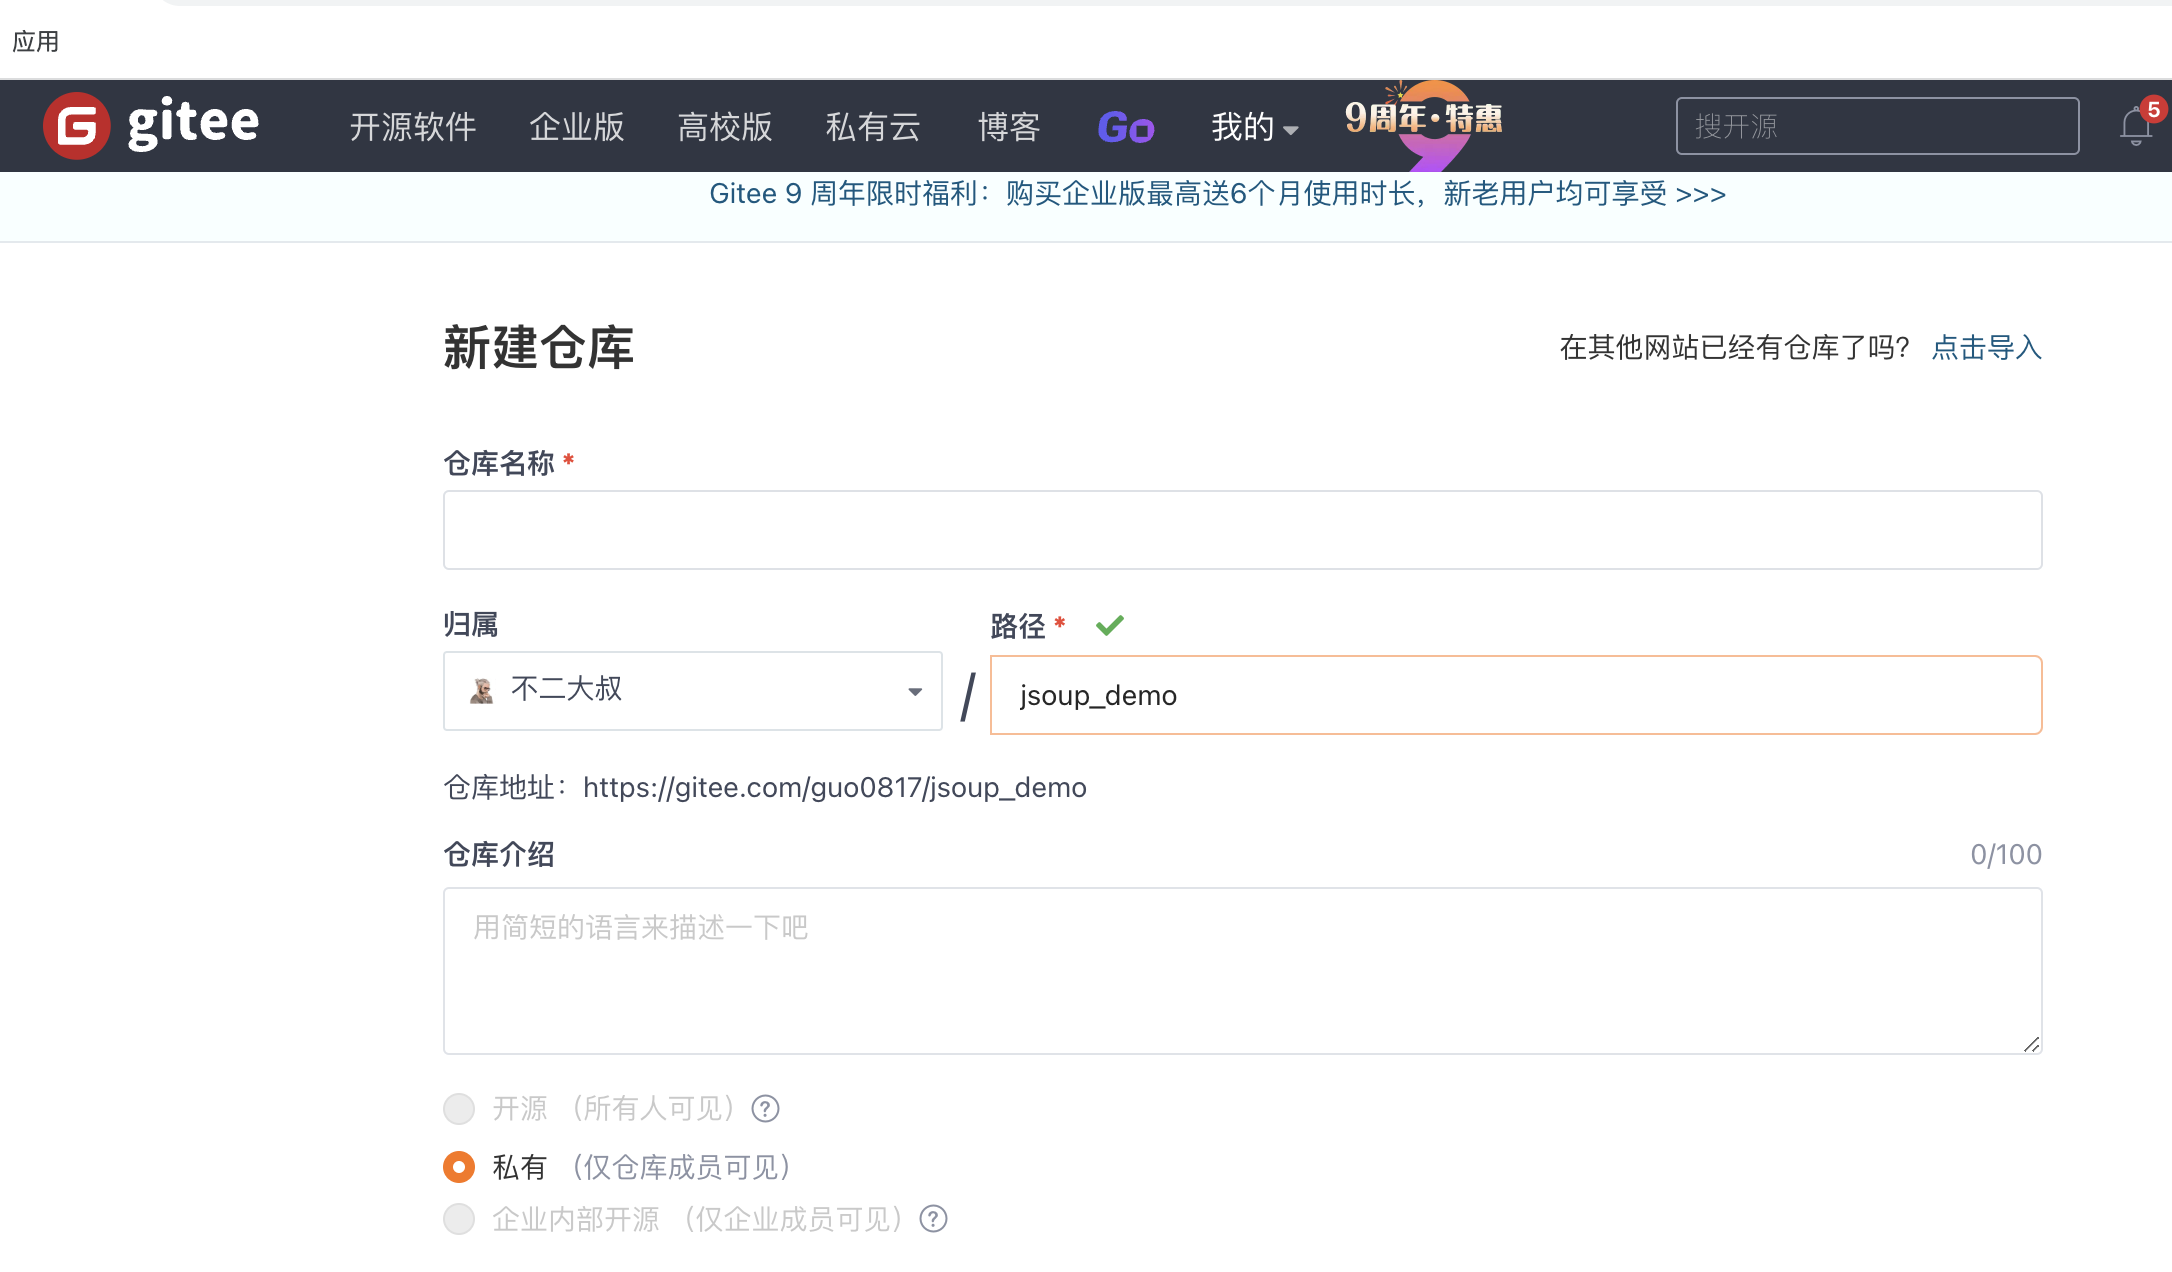 应用
gitee 开源软件 企业版 高校版 私有云 博客 Go 我的 9周年·特惠 搜开源 5
Gitee 9 周年限时福利：购买企业版最高送6个月使用时长，新老用户均可享受 >>>
新建仓库 在其他网站已经有仓库了吗？ 点击导入
仓库名称 *
归属 路径 *
不二大叔 / jsoup_demo
仓库地址：https://gitee.com/guo0817/jsoup_demo
仓库介绍 0/100
用简短的语言来描述一下吧
开源 （所有人可见） ?
私有 （仅仓库成员可见）
企业内部开源 （仅企业成员可见） ?